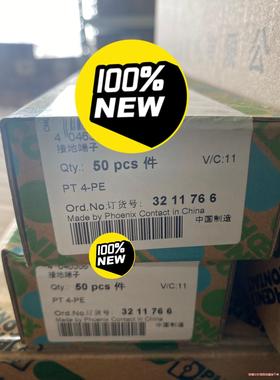 100%
NEW
接地端子
Qty.: 50 pcs 件
V/C:11
PT 4-PE
Ord.No.订货号: 32 11 76 6
Made by Phoenix Contact in China
中国制造
100%
NEW
Qty.: 50 pcs 件
V/C:11
PT 4-PE
Ord.No.订货号: 32 11 76 6
Made by Phoenix Contact in China
中国制造